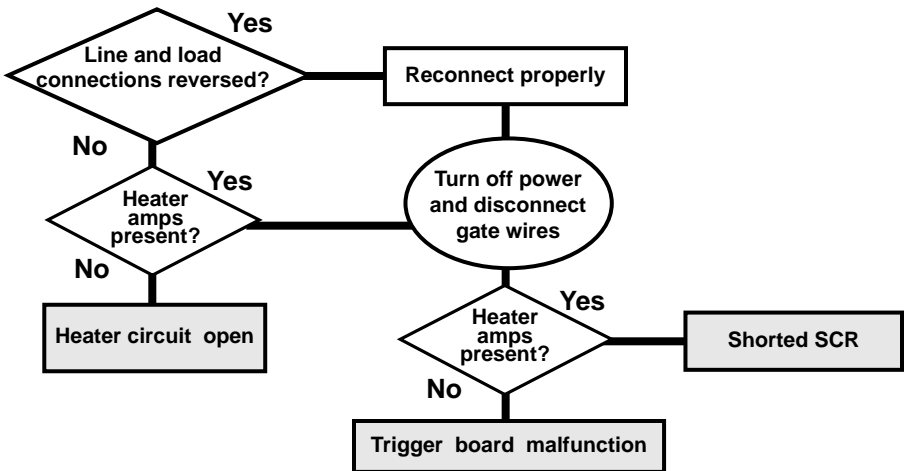 Yes
Line and load
connections reversed?
Reconnect properly
No
Yes
Heater
amps
present?
Turn off power
and disconnect
gate wires
No
Heater circuit open
Yes
Heater
amps
present?
Shorted SCR
No
Trigger board malfunction